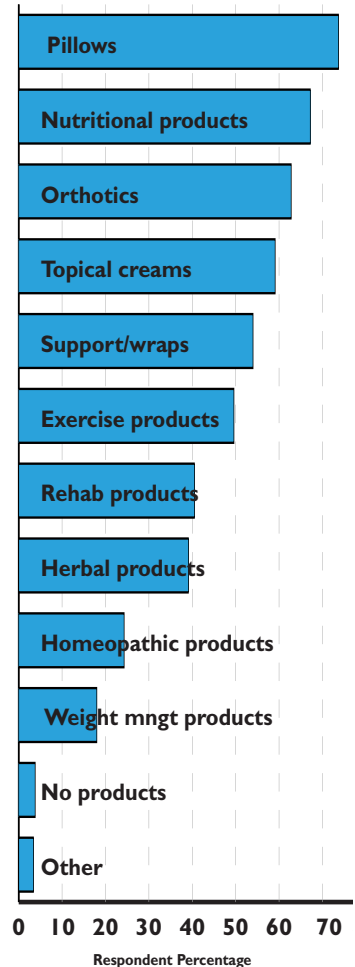 Pillows
Nutritional products
Orthotics
Topical creams
Support/wraps
Exercise products
Rehab products
Herbal products
Homeopathic products
Weight mngt products
No products
Other
0 10 20 30 40 50 60 70
Respondent Percentage